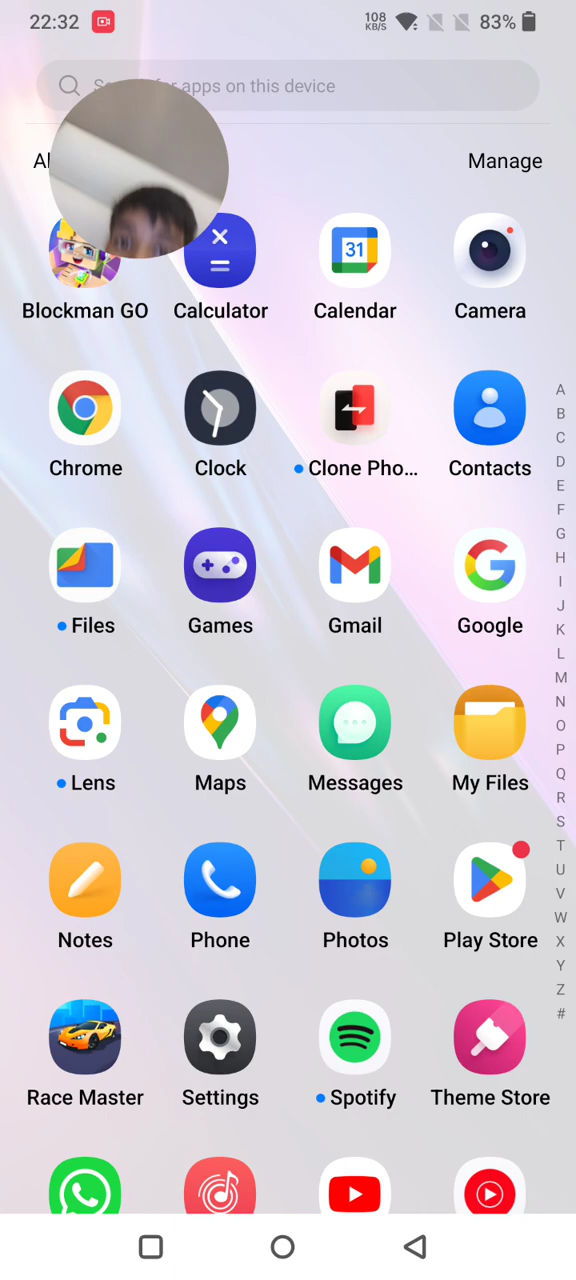 22:32
108
KB/S
83%
for apps on this device
Manage
Blockman GO
Calculator
31
Calendar
Camera
Chrome
Clock
Clone Pho...
Contacts
Files
Games
Gmail
Google
Lens
Maps
Messages
My Files
Notes
Phone
Photos
Play Store
Race Master
Settings
Spotify
Theme Store
A
B
C
D
E
F
G
H
I
J
K
L
M
N
O
P
Q
R
S
T
U
V
W
X
Y
Z
#